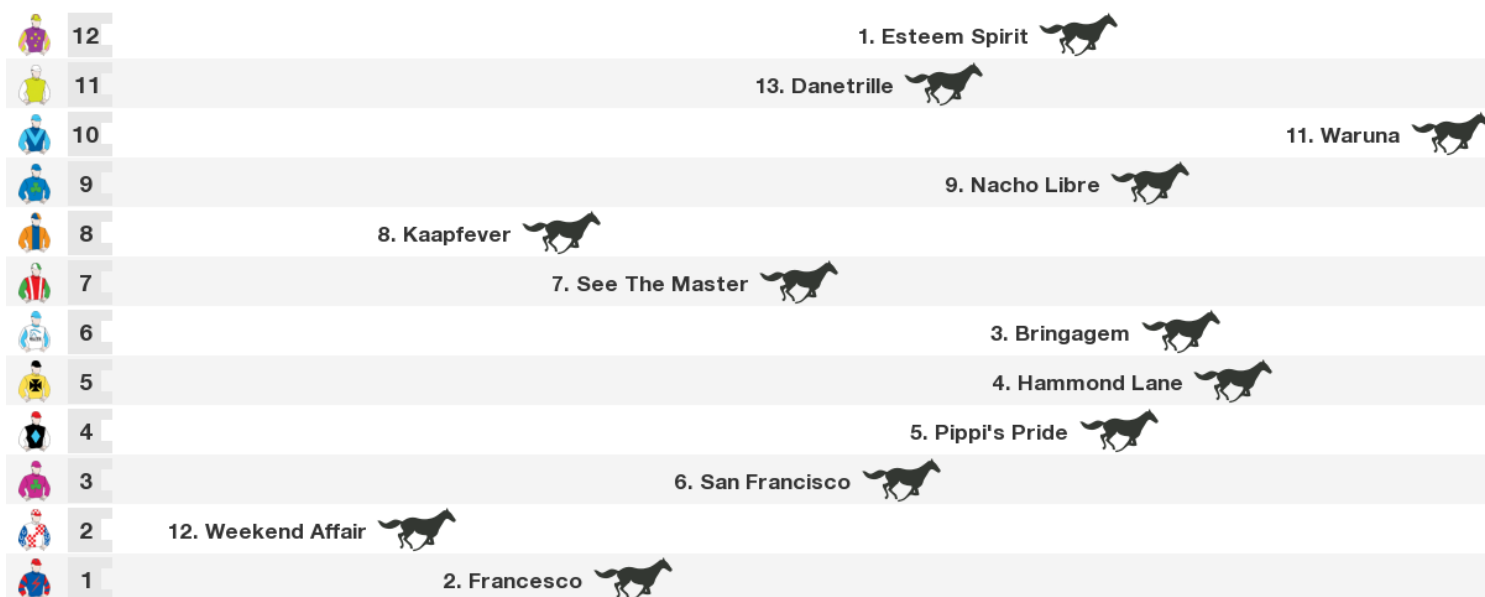 12 1. Esteem Spirit
11 13. Danetrille
10 11. Waruna
9 9. Nacho Libre
8 8. Kaapfever
7 7. See The Master
6 3. Bringagem
5 4. Hammond Lane
4 5. Pippi's Pride
3 6. San Francisco
2 12. Weekend Affair
1 2. Francesco